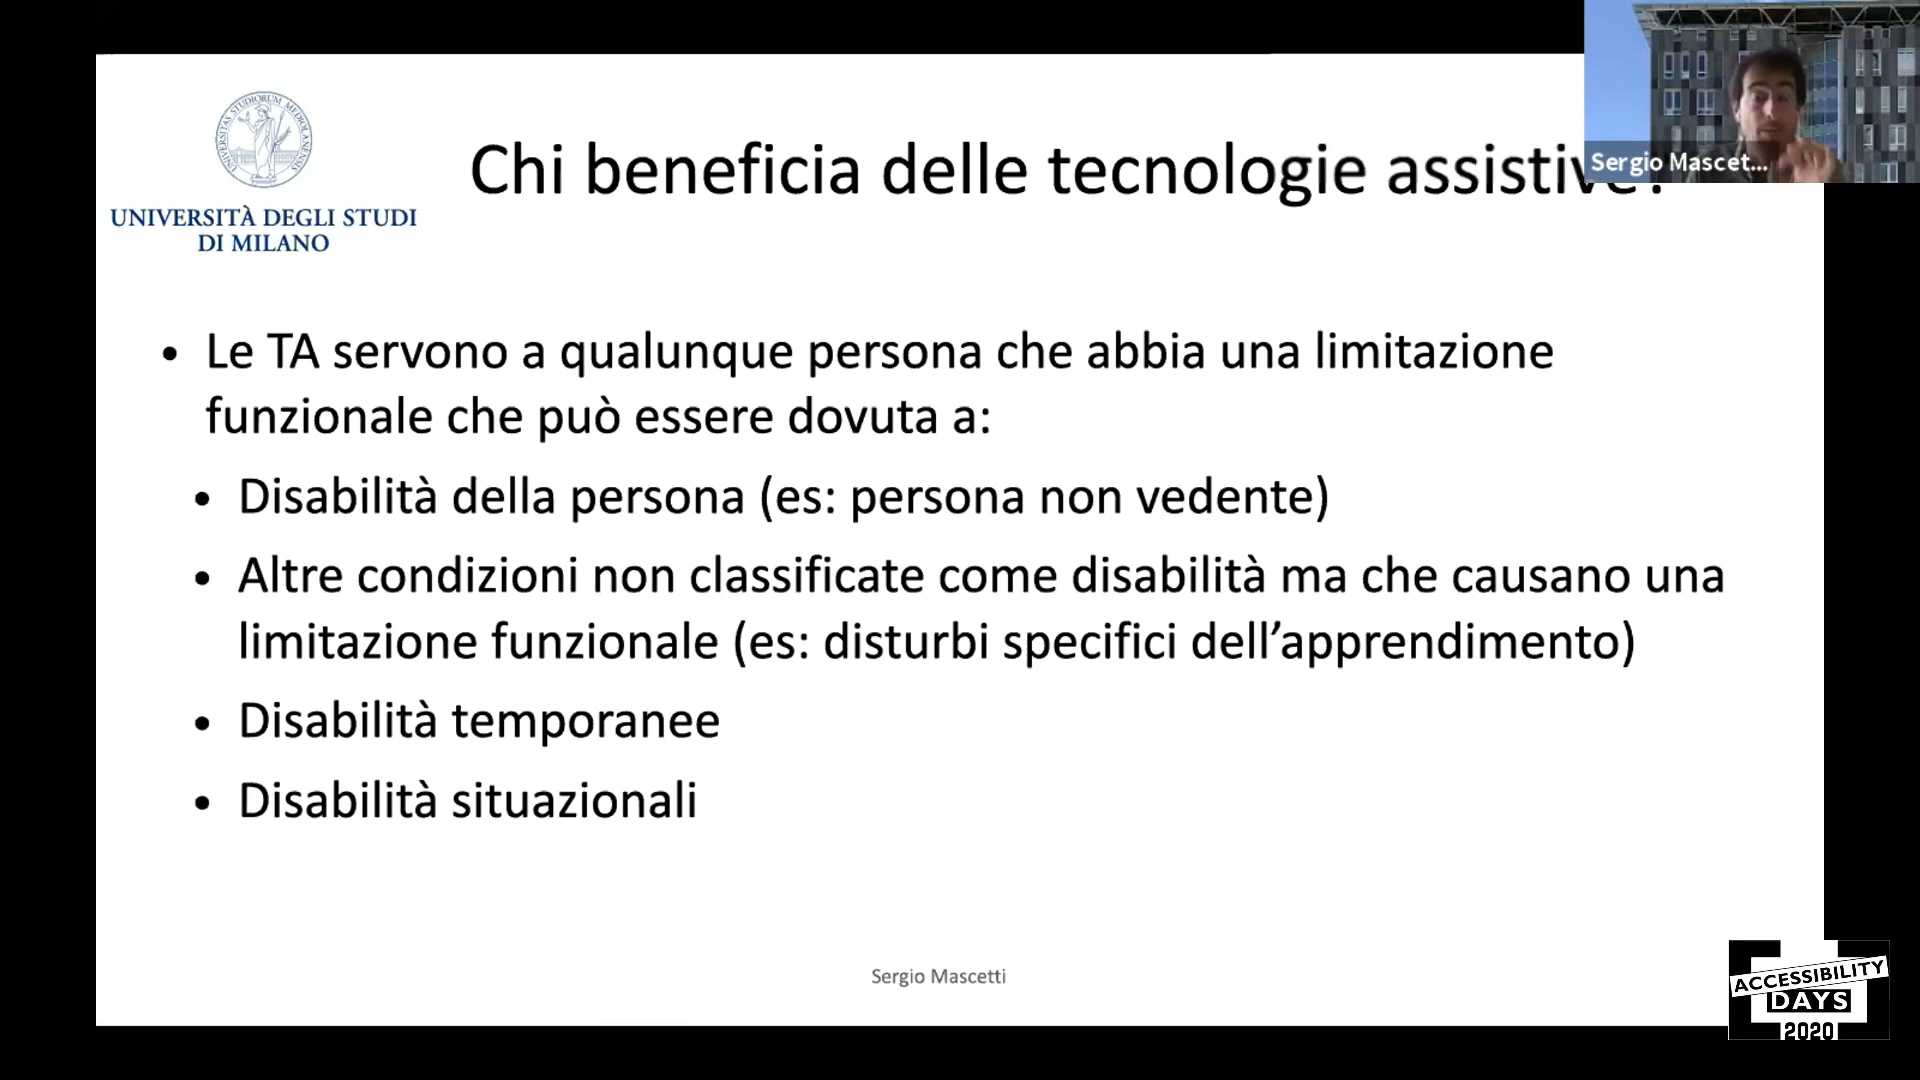 Sergio Mascet...
UNIVERSITÀ DEGLI STUDI
DI MILANO
Chi beneficia delle tecnologie
• Le TA servono a qualunque persona che abbia una limitazione
funzionale che può essere dovuta a:
• Disabilità della persona (es: persona non vedente)
• Altre condizioni non classificate come disabilità ma che causano una
limitazione funzionale (es: disturbi specifici dell’apprendimento)
• Disabilità temporanee
• Disabilità situazionali
Sergio Mascetti
ACCESSIBILITY
DAYS
2020